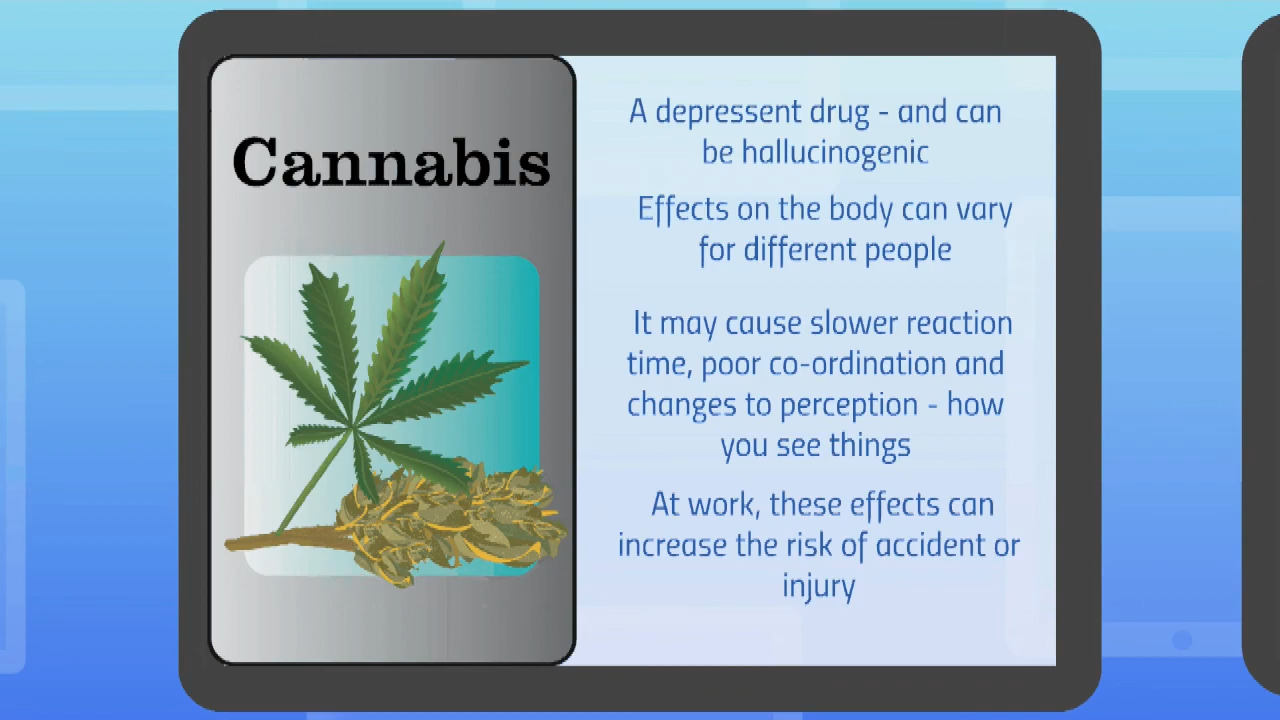 Cannabis
A depressent drug - and can
be hallucinogenic
Effects on the body can vary
for different people
It may cause slower reaction
time, poor co-ordination and
changes to perception - how
you see things
At work, these effects can
increase the risk of accident or
injury